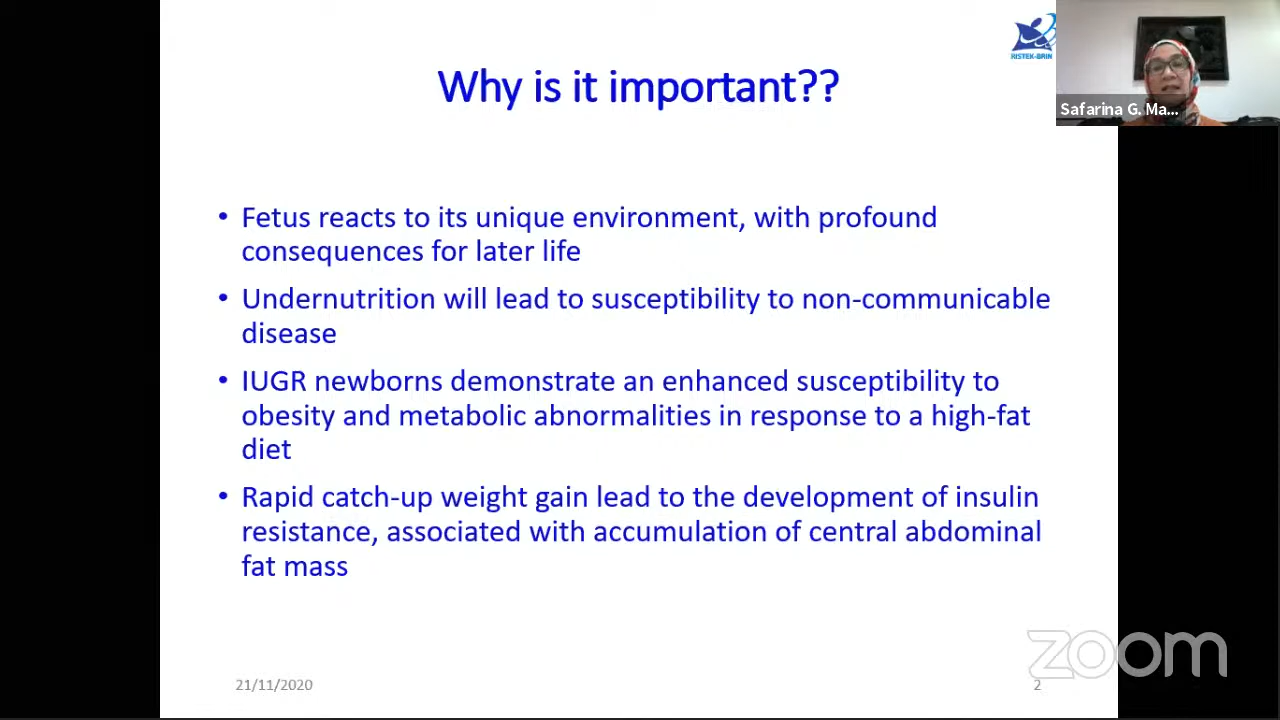 RISTEK-BRIN
Why is it important??
Safarina G. Ma...
• Fetus reacts to its unique environment, with profound
consequences for later life
• Undernutrition will lead to susceptibility to non-communicable
disease
• IUGR newborns demonstrate an enhanced susceptibility to
obesity and metabolic abnormalities in response to a high-fat
diet
• Rapid catch-up weight gain lead to the development of insulin
resistance, associated with accumulation of central abdominal
fat mass
zoom
21/11/2020
2